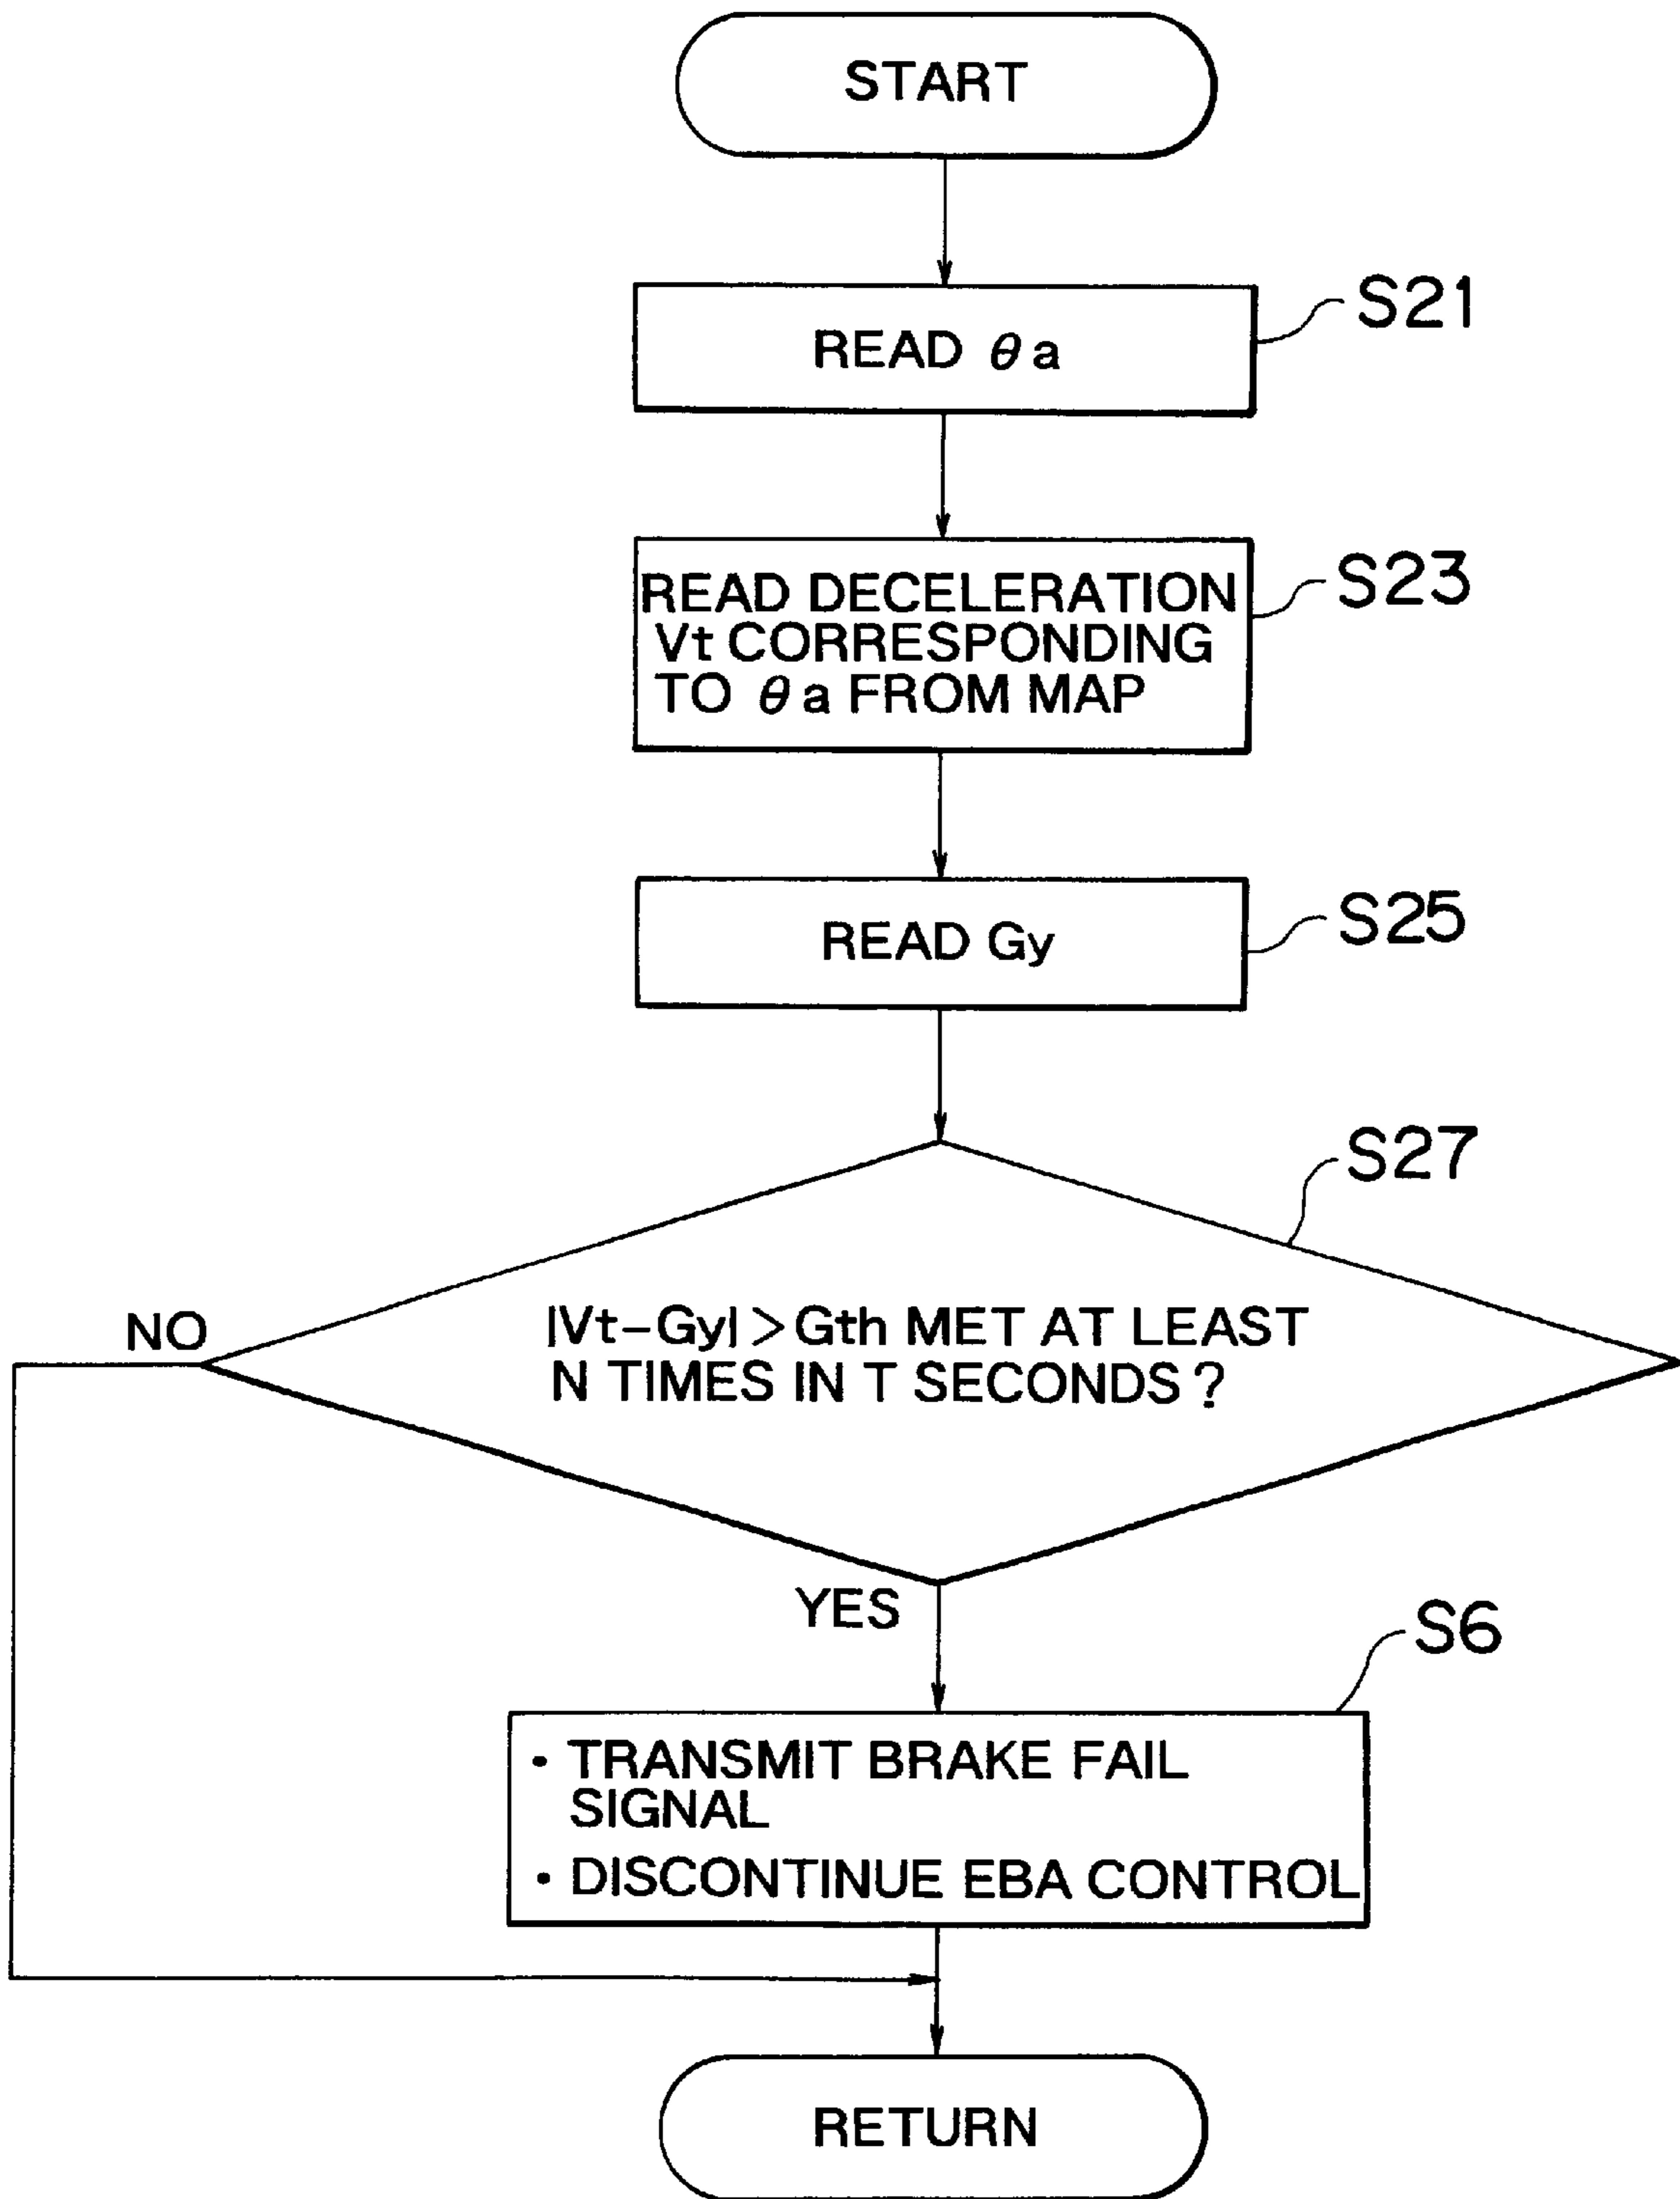 START
READ θa
S21
READ DECELERATION
Vt CORRESPONDING
TO θa FROM MAP
S23
READ Gy
S25
S27
|Vt-Gy| > Gth MET AT LEAST
N TIMES IN T SECONDS ?
NO
YES
S6
• TRANSMIT BRAKE FAIL
SIGNAL
• DISCONTINUE EBA CONTROL
RETURN